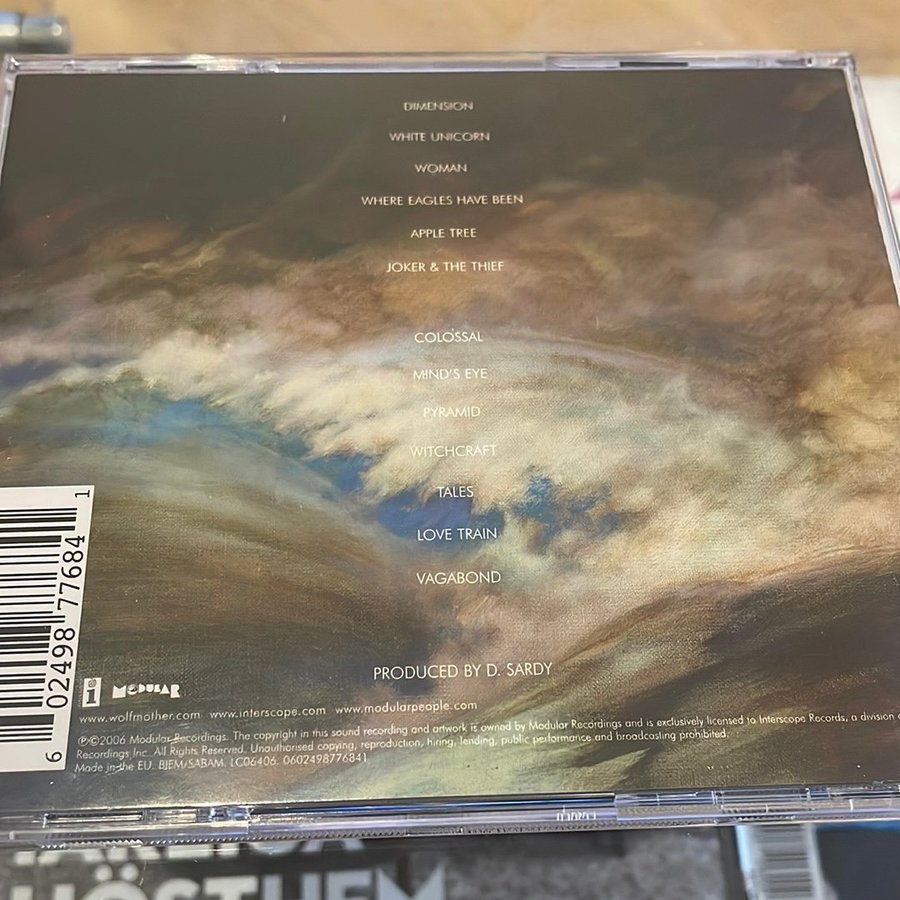 DIMENSION
WHITE UNICORN
WOMAN
WHERE EAGLES HAVE BEEN
APPLE TREE
JOKER & THE THIEF
COLOSSAL
MIND'S EYE
PYRAMID
WITCHCRAFT
TALES
LOVE TRAIN
VAGABOND
PRODUCED BY D. SARDY
6 02498 77684 1
i MODULAR
www.wolfmother.com www.interscope.com www.modularpeople.com
℗©2006 Modular Recordings. The copyright in this sound recording and artwork is owned by Modular Recordings and is exclusively licensed to Interscope Records, a division
Recordings Inc. All Rights Reserved. Unauthorised copying, reproduction, hiring, lending, public performance and broadcasting prohibited.
Made in the EU. BIEM/SABAM. LC06406. 0602498776841